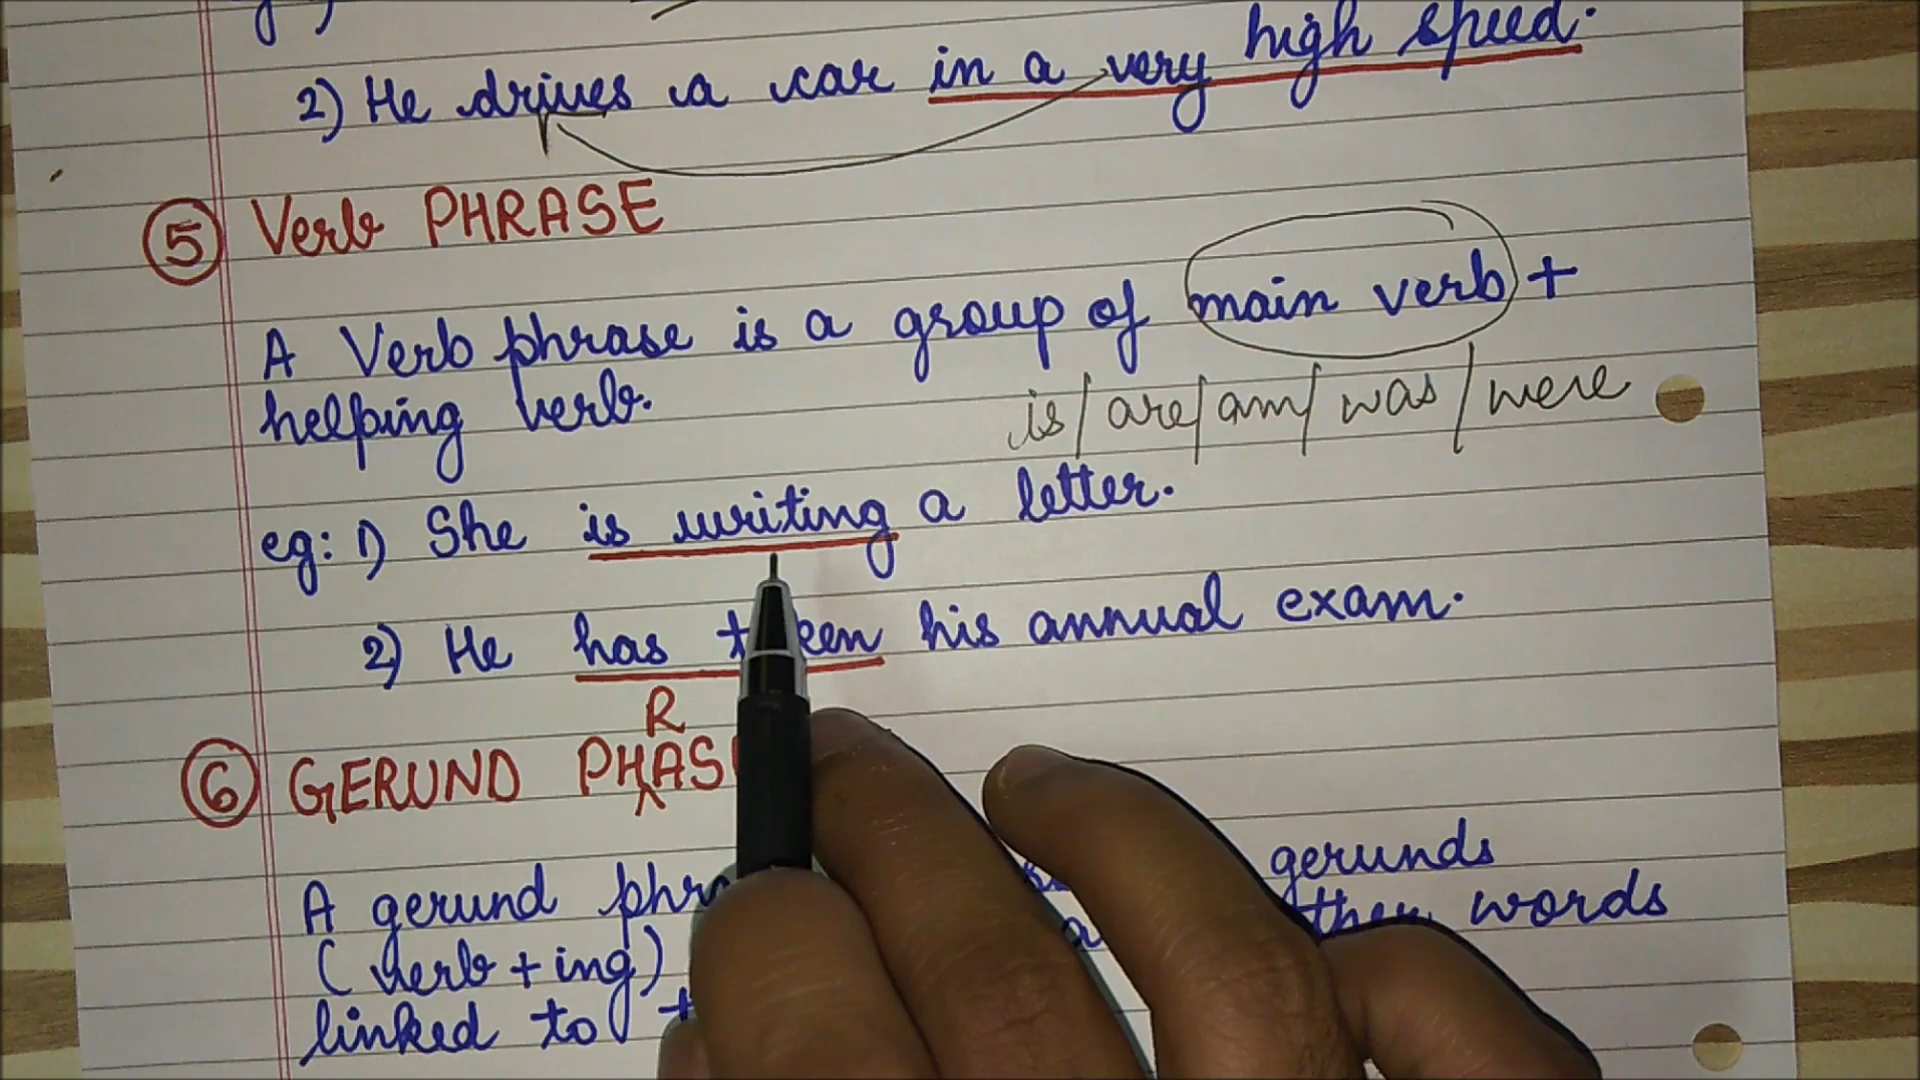 2) He drives a car in a very high speed.
5 Verb PHRASE
A Verb phrase is a group of main verb +
helping verb.
is/are/am/was/were
eg: 1) She is writing a letter.
2) He has his annual exam.
R
6 GERUND
A gerund gerunds
(verb + ing) words
linked to